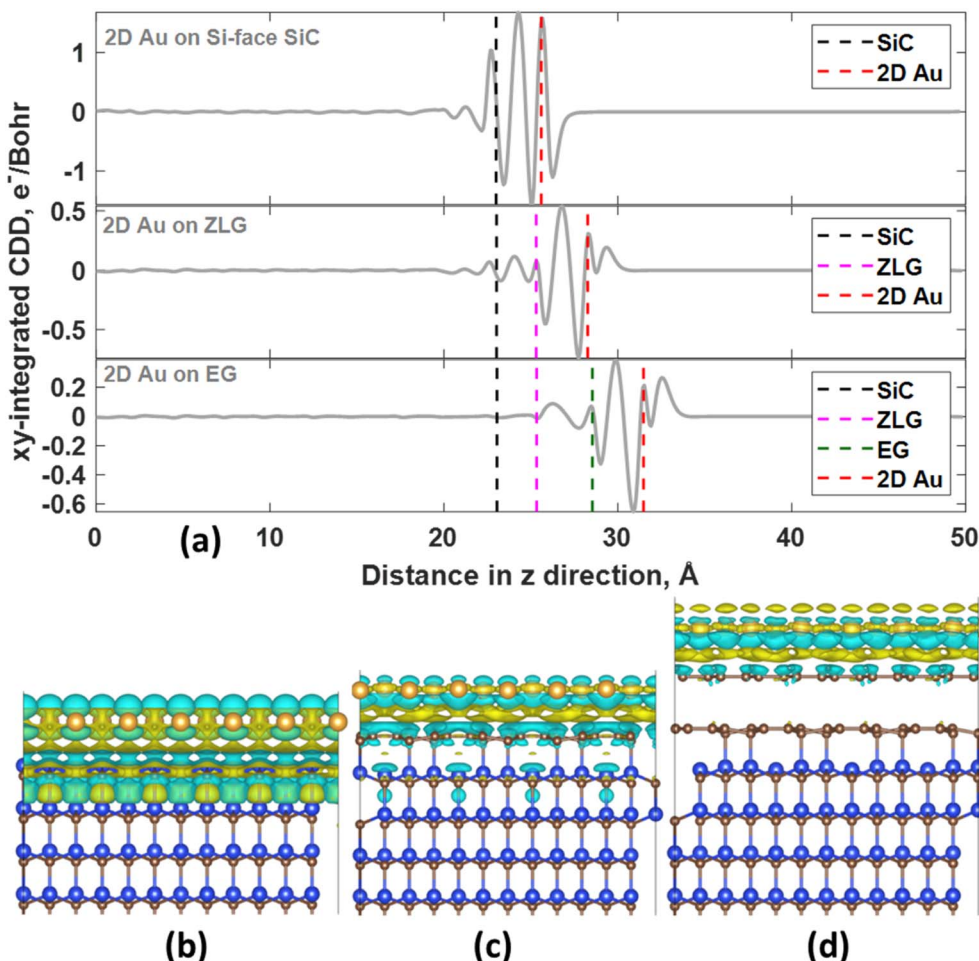 2D Au on Si-face SiC
SiC
2D Au
1
0
-1
2D Au on ZLG
SiC
ZLG
2D Au
0.5
0
-0.5
2D Au on EG
SiC
ZLG
EG
2D Au
0.2
0
-0.2
-0.4
-0.6
xy-integrated CDD, e⁻/Bohr
0 10 20 30 40 50
(a)
Distance in z direction, Å
(b) (c) (d)